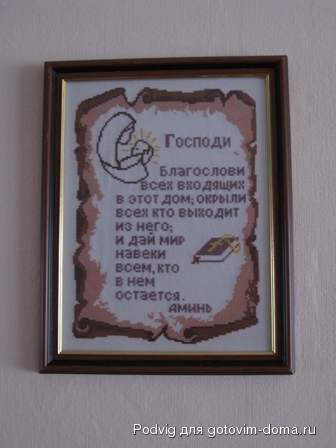 Господи
Благослови
всех входящих
в этот дом; окрыли
всех кто выходит
из него;
и дай мир
навеки
всем, кто
в нем
остается.
аминь
Podvig для gotovim-doma.ru